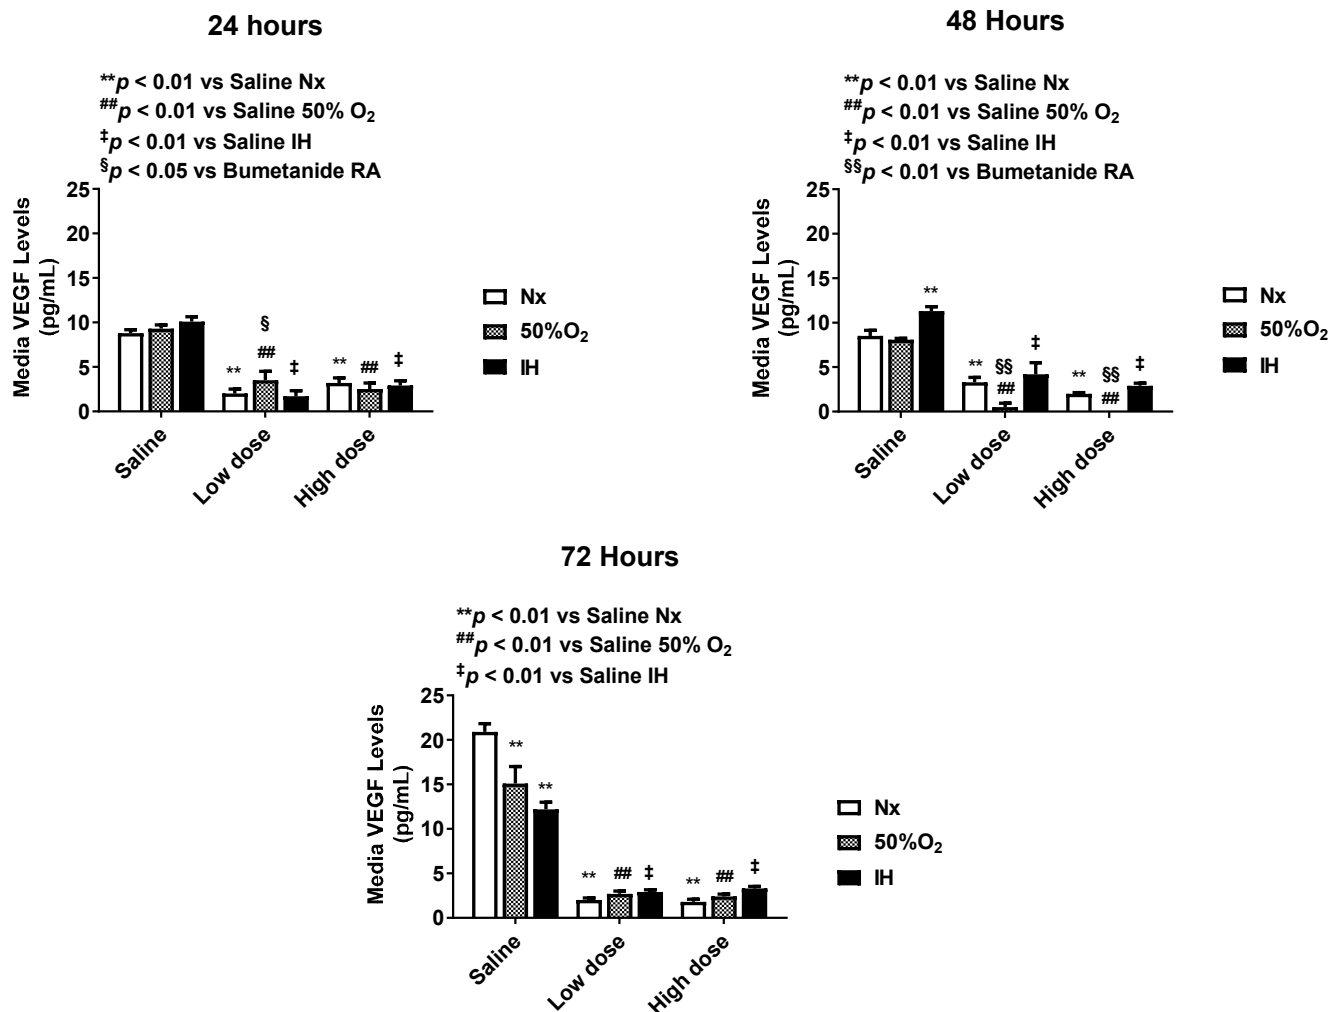 24 hours
**p < 0.01 vs Saline Nx
##p < 0.01 vs Saline 50% O2
‡p < 0.01 vs Saline IH
§p < 0.05 vs Bumetanide RA
Media VEGF Levels
(pg/mL)
25
20
15
10
5
0
§
** ## ‡
** ## ‡
Saline
Low dose
High dose
Nx
50%O2
IH
48 Hours
**p < 0.01 vs Saline Nx
##p < 0.01 vs Saline 50% O2
‡p < 0.01 vs Saline IH
§§p < 0.01 vs Bumetanide RA
Media VEGF Levels
(pg/mL)
25
20
15
10
5
0
**
** §§ ‡
##
** §§ ‡
##
Saline
Low dose
High dose
Nx
50%O2
IH
72 Hours
**p < 0.01 vs Saline Nx
##p < 0.01 vs Saline 50% O2
‡p < 0.01 vs Saline IH
Media VEGF Levels
(pg/mL)
25
20
15
10
5
0
**
**
** ## ‡
** ## ‡
Saline
Low dose
High dose
Nx
50%O2
IH